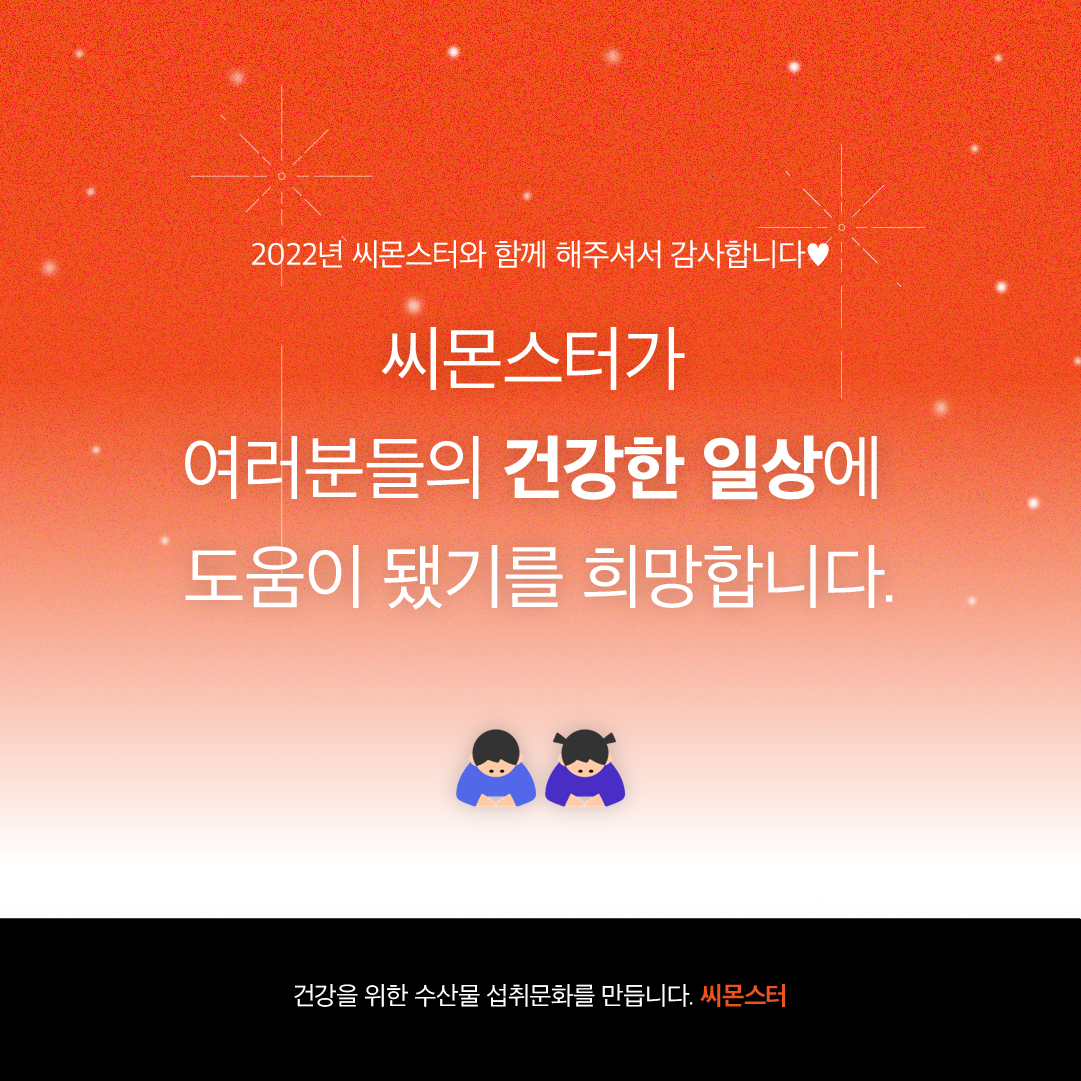 2022년 씨몬스터와 함께 해주셔서 감사합니다♥
씨몬스터가
여러분들의 건강한 일상에
도움이 됐기를 희망합니다.
건강을 위한 수산물 섭취문화를 만듭니다. 씨몬스터